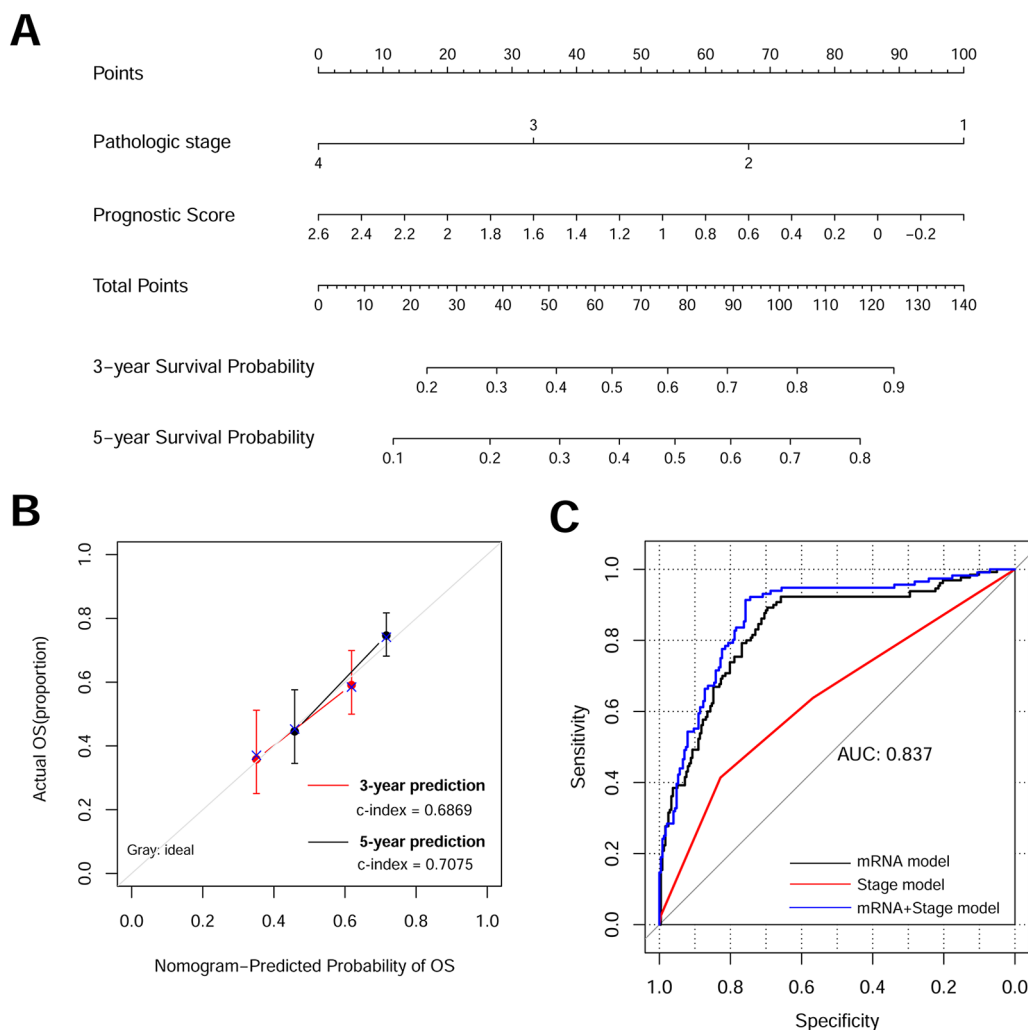 A
0 10 20 30 40 50 60 70 80 90 100
Points
3 1
Pathologic stage
4 2
Prognostic Score
2.6 2.4 2.2 2 1.8 1.6 1.4 1.2 1 0.8 0.6 0.4 0.2 0 −0.2
Total Points
0 10 20 30 40 50 60 70 80 90 100 110 120 130 140
3−year Survival Probability
0.2 0.3 0.4 0.5 0.6 0.7 0.8 0.9
5−year Survival Probability
0.1 0.2 0.3 0.4 0.5 0.6 0.7 0.8
B
Actual OS(proportion)
1.0
0.8
0.6
0.4
0.2
0.0
3−year prediction
c−index = 0.6869
5−year prediction
c−index = 0.7075
Gray: ideal
0.0 0.2 0.4 0.6 0.8 1.0
Nomogram−Predicted Probability of OS
C
Sensitivity
1.0
0.8
0.6
0.4
0.2
0.0
AUC: 0.837
mRNA model
Stage model
mRNA+Stage model
1.0 0.8 0.6 0.4 0.2 0.0
Specificity